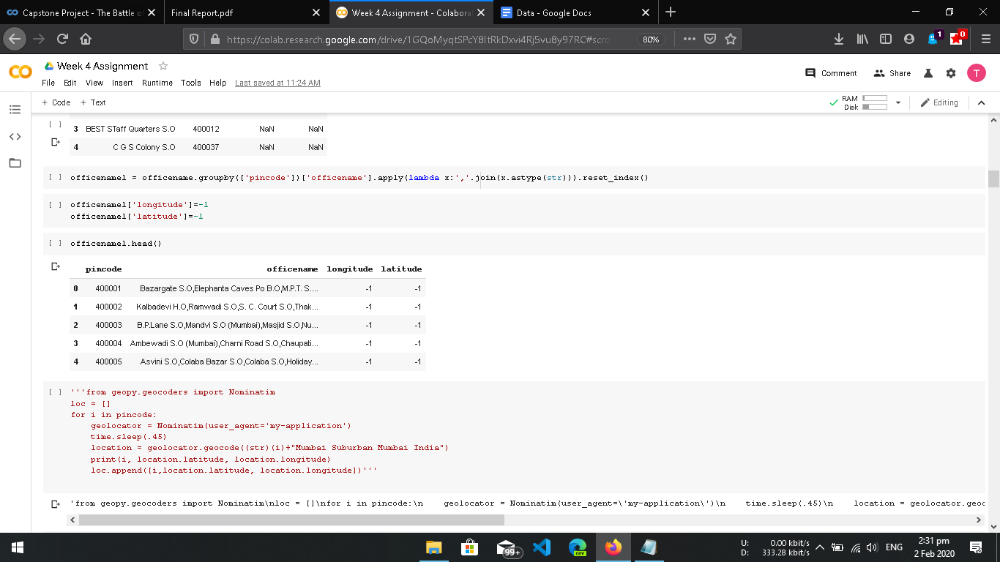 Capstone Project - The Battle of
Final Report.pdf
Week 4 Assignment - Colabora
Data - Google Docs
https://colab.research.google.com/drive/1GQoMyqtSPcY8ItRkDxvi4Rj5vu8y97RC#scro
80%
1
0
Week 4 Assignment
File Edit View Insert Runtime Tools Help Last saved at 11:24 AM
Comment Share T
+ Code + Text
RAM
Disk
Editing
[ ]
3 BEST STaff Quarters S.O 400012 NaN NaN
4 C G S Colony S.O 400037 NaN NaN
[ ] officename1 = officename.groupby(['pincode'])['officename'].apply(lambda x:','.join(x.astype(str))).reset_index()
[ ] officename1['longitude']=-1
officename1['latitude']=-1
[ ] officename1.head()
pincode officename longitude latitude
0 400001 Bazargate S.O,Elephanta Caves Po B.O,M.P.T. S.... -1 -1
1 400002 Kalbadevi H.O,Ramwadi S.O,S. C. Court S.O,Thak... -1 -1
2 400003 B.P.Lane S.O,Mandvi S.O (Mumbai),Masjid S.O,Nu... -1 -1
3 400004 Ambewadi S.O (Mumbai),Charni Road S.O,Chaupati... -1 -1
4 400005 Asvini S.O,Colaba Bazar S.O,Colaba S.O,Holiday... -1 -1
[ ] '''from geopy.geocoders import Nominatim
loc = []
for i in pincode:
geolocator = Nominatim(user_agent='my-application')
time.sleep(.45)
location = geolocator.geocode((str)(i)+"Mumbai Suburban Mumbai India")
print(i, location.latitude, location.longitude)
loc.append([i,location.latitude, location.longitude])'''
'from geopy.geocoders import Nominatim\nloc = []\nfor i in pincode:\n    geolocator = Nominatim(user_agent=\'my-application\')\n    time.sleep(.45)\n    location = geolocator.geoc
99+
DEV
U: 0.00 kbit/s
D: 333.28 kbit/s
ENG
2:31 pm
2 Feb 2020